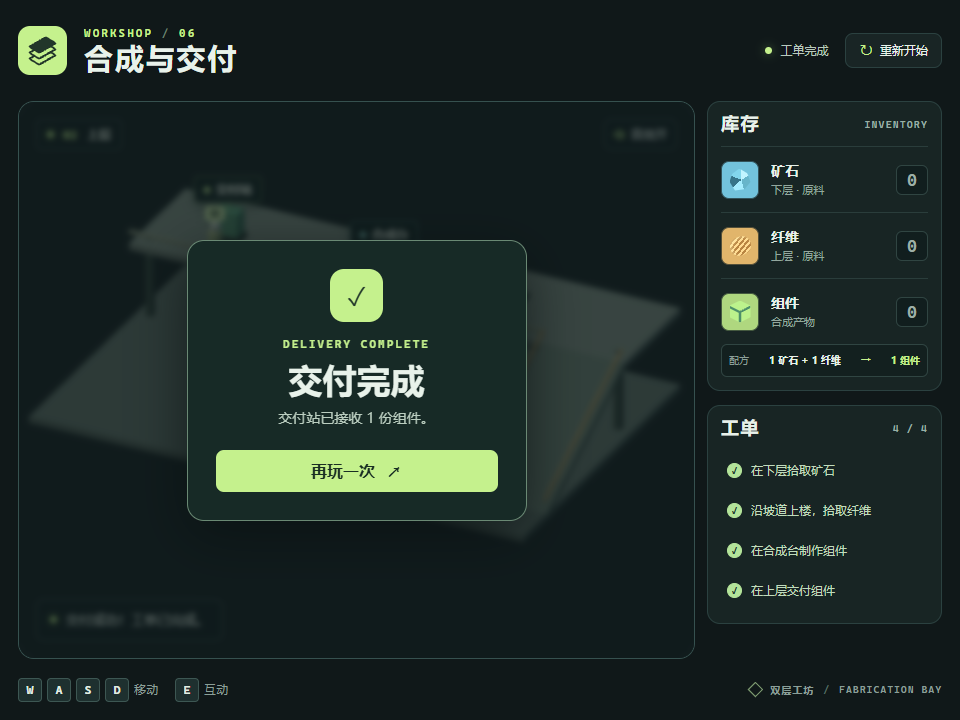 WORKSHOP / 06
合成与交付
工单完成
↻ 重新开始
DELIVERY COMPLETE
交付完成
交付站已接收 1 份组件。
再玩一次 ↗
库存 INVENTORY
矿石
下层 · 原料
0
纤维
上层 · 原料
0
组件
合成产物
0
配方 1 矿石 + 1 纤维 → 1 组件
工单 4 / 4
在下层拾取矿石
沿坡道上楼，拾取纤维
在合成台制作组件
在上层交付组件
W A S D 移动 E 互动
双层工坊 / FABRICATION BAY